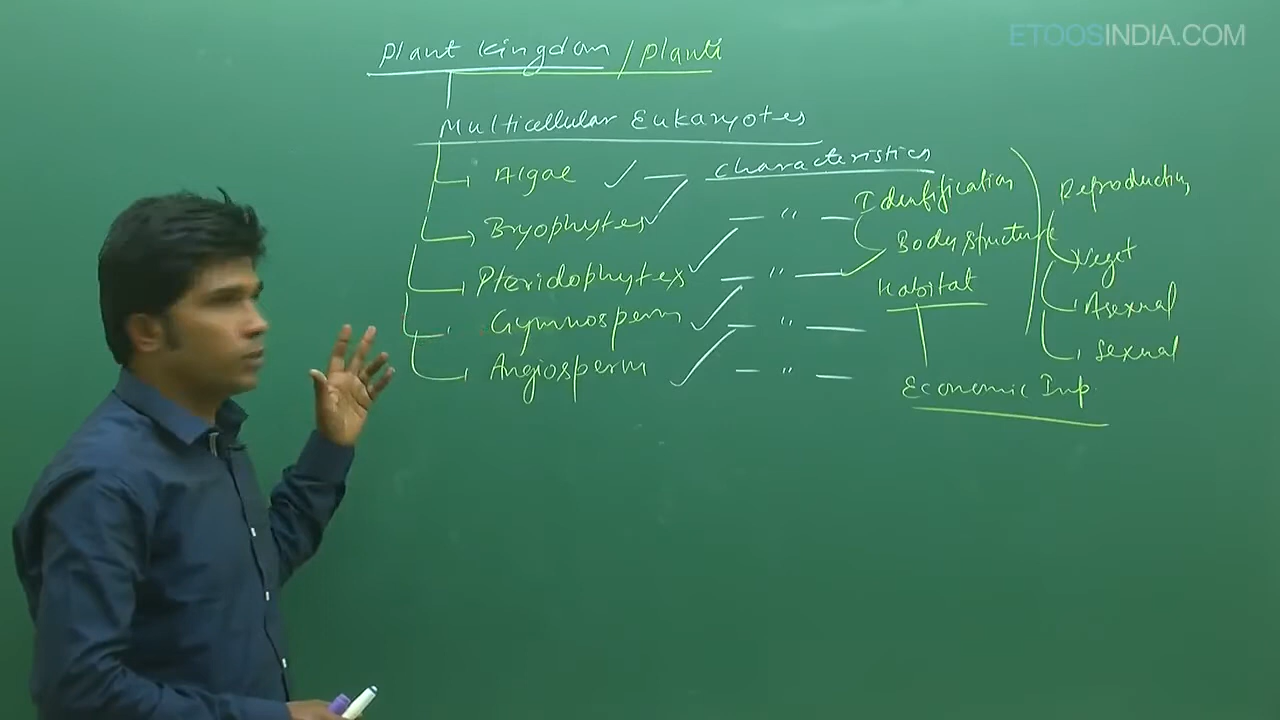 ETOOSINDIA.COM
Plant Kingdom / Planti
Multicellular Eukaryotes
Algae ✓ — Characteristics
Bryophytes ✓ — " — Identification
Pteridophytes ✓ — " — Body structure
Habitat
Gymnosperm ✓ — " —
Angiosperm ✓ — " —
Economic Imp.
Reproduction
Veget
Asexual
Sexual